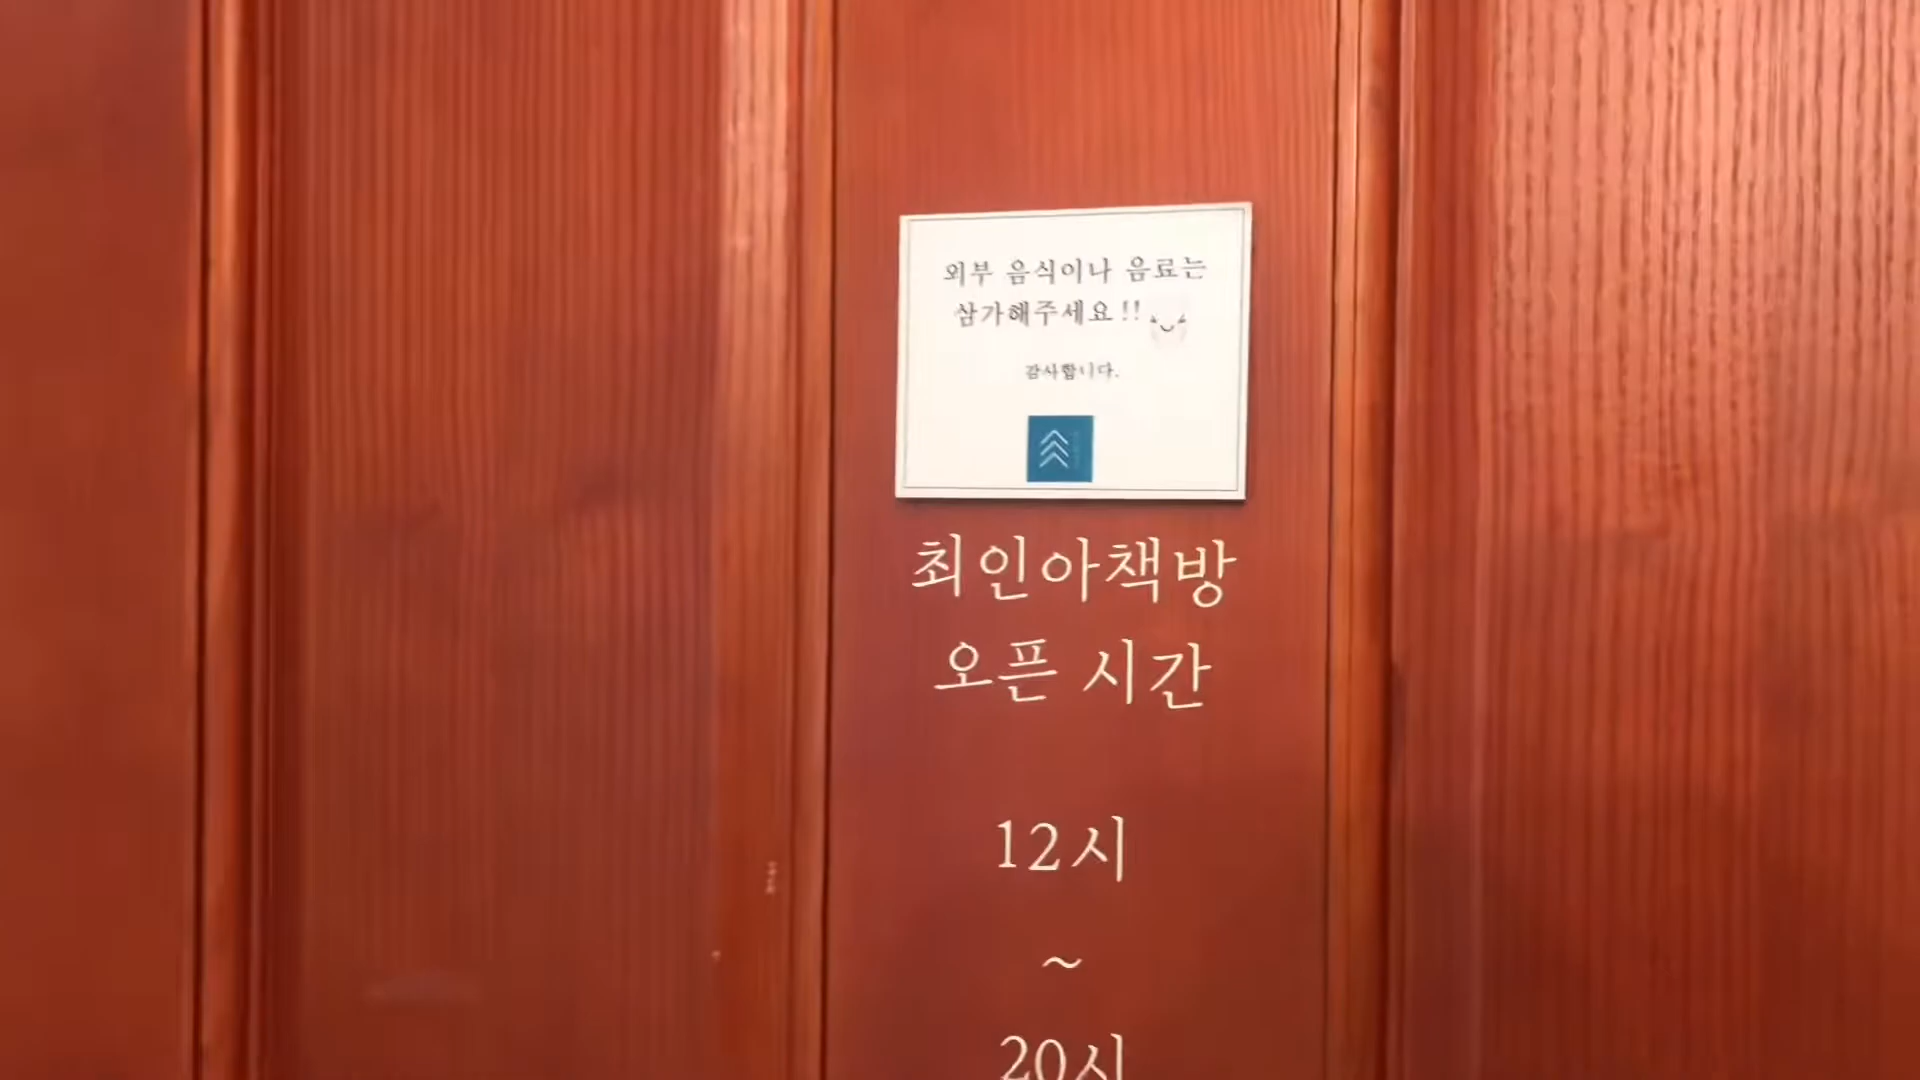 외부 음식이나 음료는
삼가해주세요!!
감사합니다.
최인아책방
오픈 시간
12시
~
20시